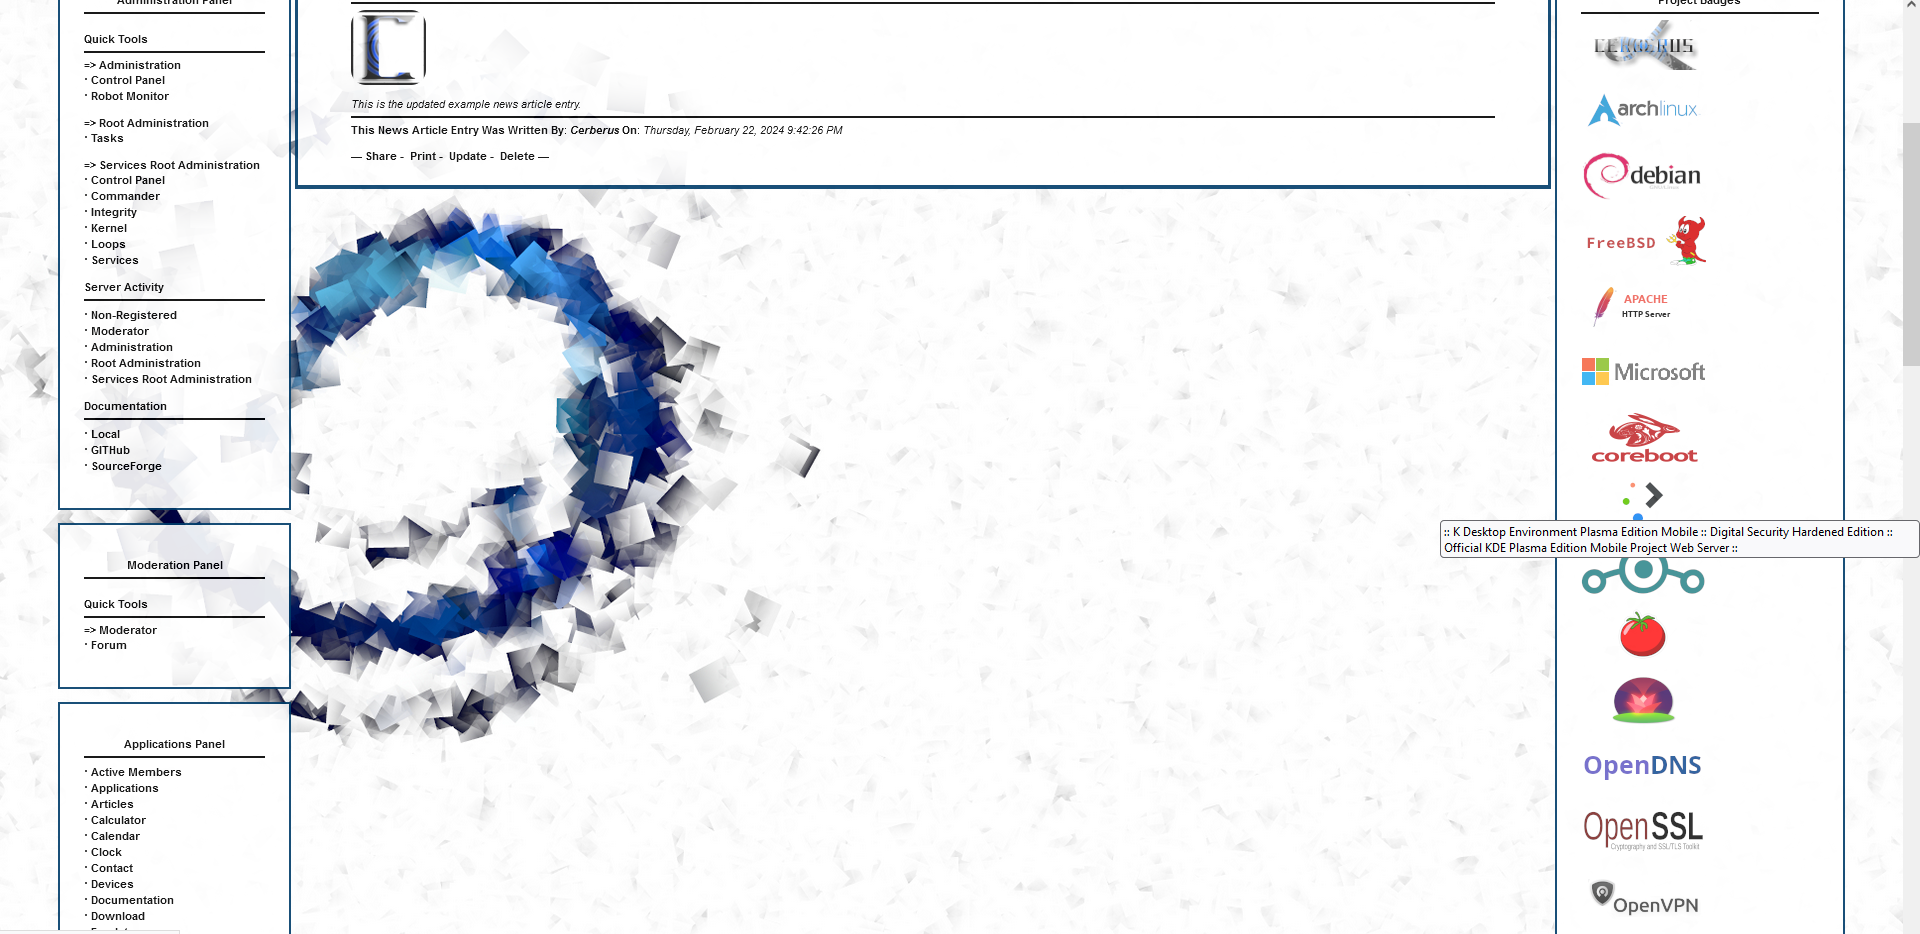 Administration Panel
Quick Tools
=> Administration
· Control Panel
· Robot Monitor
=> Root Administration
· Tasks
=> Services Root Administration
· Control Panel
· Commander
· Integrity
· Kernel
· Loops
· Services
Server Activity
· Non-Registered
· Moderator
· Administration
· Root Administration
· Services Root Administration
Documentation
· Local
· GITHub
· SourceForge
Moderation Panel
Quick Tools
=> Moderator
· Forum
Applications Panel
· Active Members
· Applications
· Articles
· Calculator
· Calendar
· Clock
· Contact
· Devices
· Documentation
· Download
This is the updated example news article entry.
This News Article Entry Was Written By: Cerberus On: Thursday, February 22, 2024 9:42:26 PM
— Share - Print - Update - Delete —
Project Badges
CERBERUS
archlinux
debian
FreeBSD
APACHE
HTTP Server
Microsoft
coreboot
:: K Desktop Environment Plasma Edition Mobile :: Digital Security Hardened Edition ::
Official KDE Plasma Edition Mobile Project Web Server ::
OpenDNS
OpenSSL
Cryptography and SSL/TLS Toolkit
OpenVPN